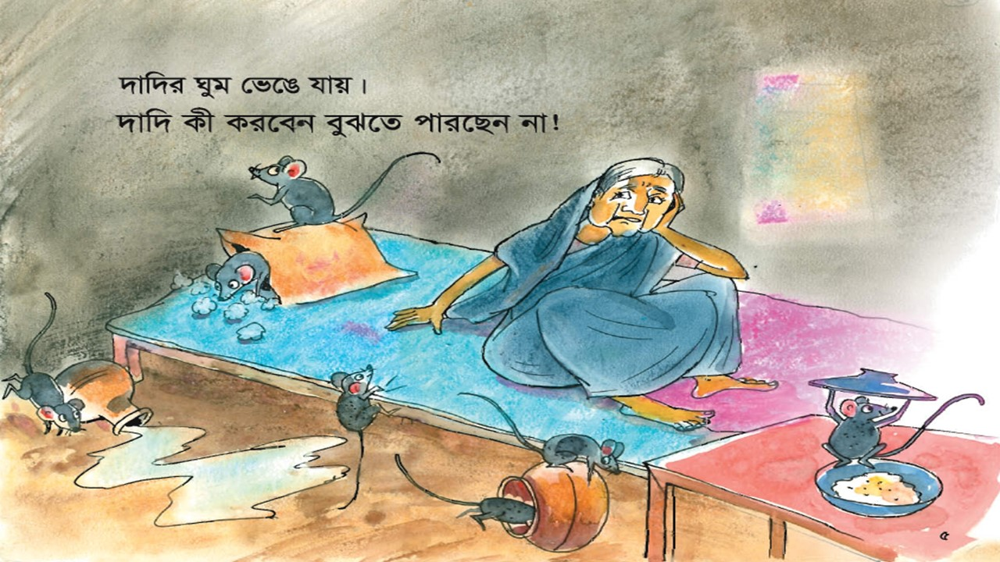 দাদির ঘুম ভেঙে যায়।
দাদি কী করবেন বুঝতে পারছেন না!
৫